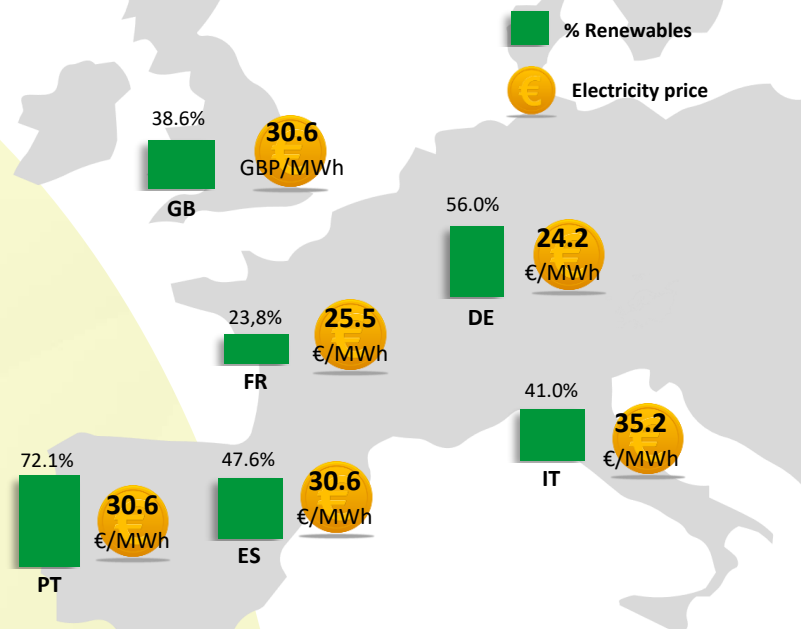 % Renewables
Electricity price
38.6%
30.6
GBP/MWh
GB
56.0%
24.2
€/MWh
DE
23,8%
25.5
€/MWh
FR
41.0%
35.2
€/MWh
IT
72.1%
30.6
€/MWh
PT
47.6%
30.6
€/MWh
ES